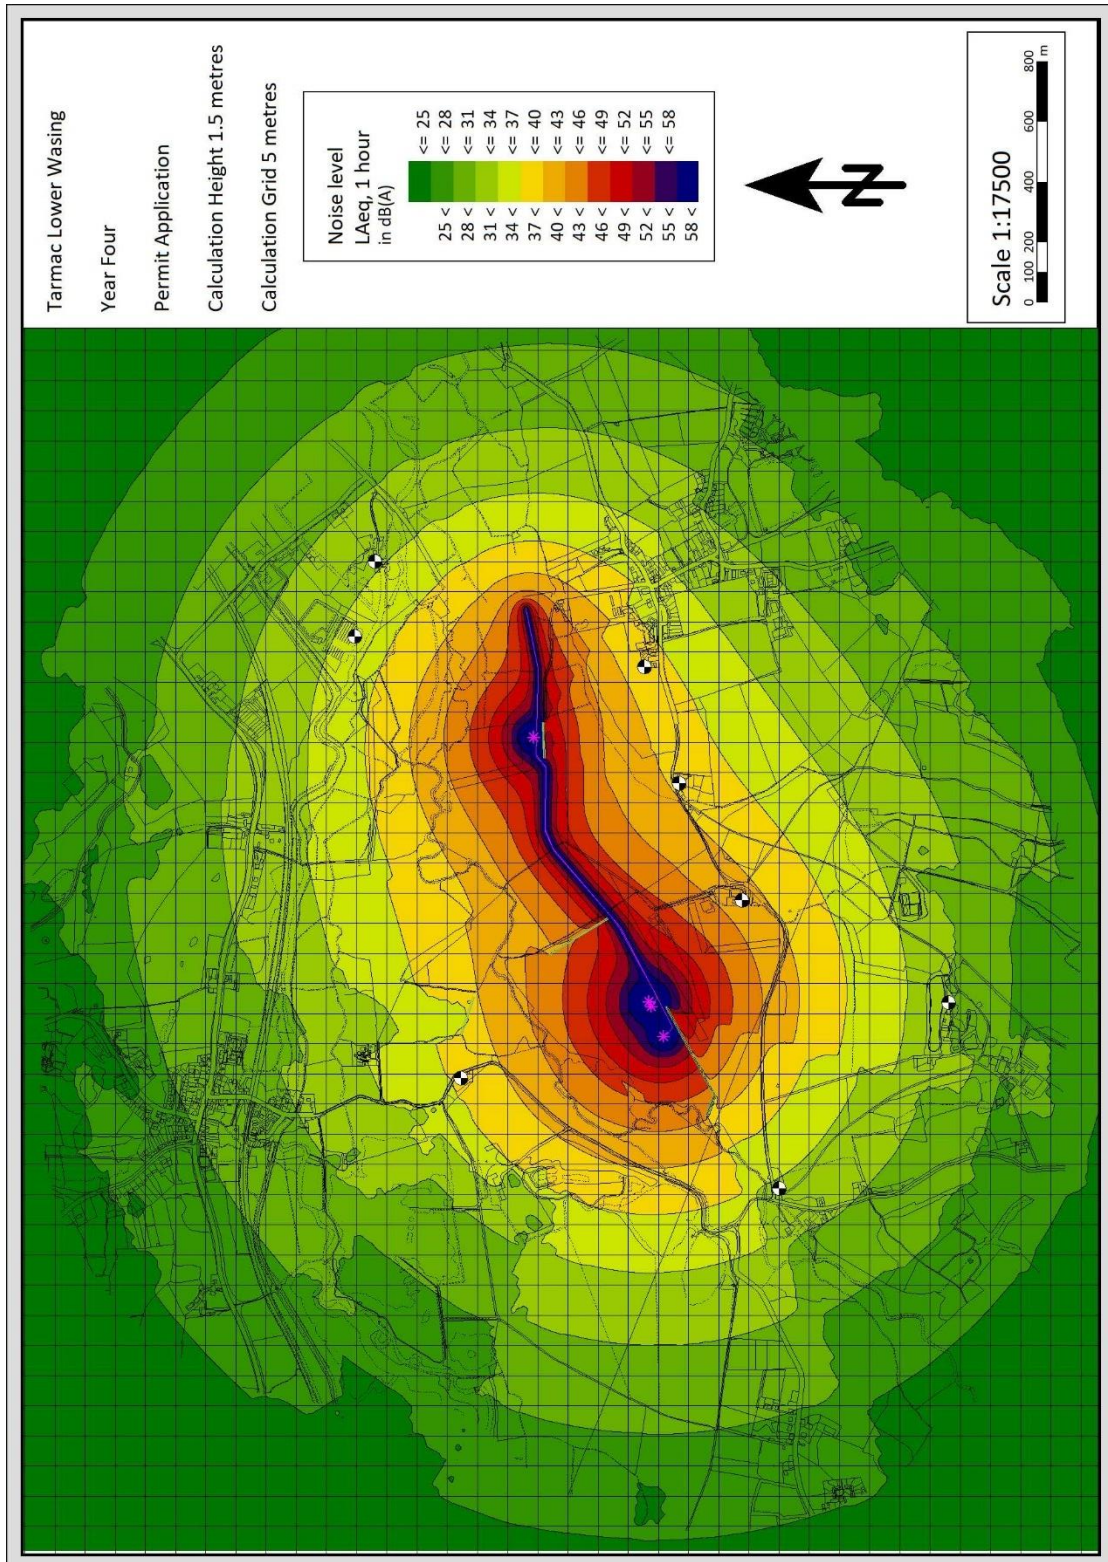 Tarmac Lower Wasing
Year Four
Permit Application
Calculation Height 1.5 metres
Calculation Grid 5 metres
Noise level
LAeq, 1 hour
in dB(A)
<= 25
25 < <= 28
28 < <= 31
31 < <= 34
34 < <= 37
37 < <= 40
40 < <= 43
43 < <= 46
46 < <= 49
49 < <= 52
52 < <= 55
55 < <= 58
58 <
N
Scale 1:17500
0 100 200 400 600 800
m